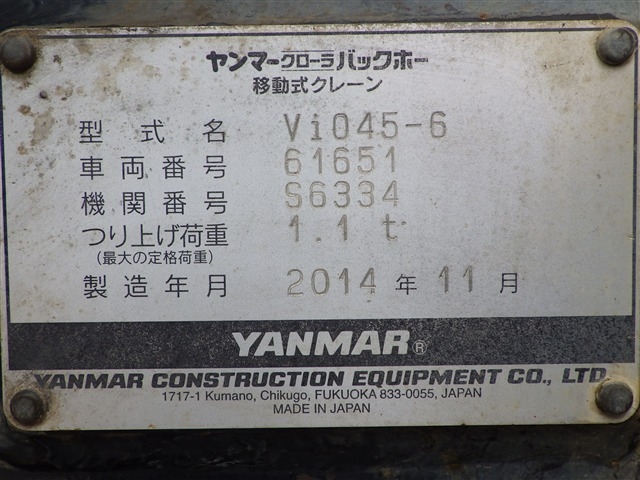 ヤンマークローラバックホー
移動式クレーン
型式名 Vi045-6
車両番号 61651
機関番号 S6334
つり上げ荷重 1.1 t
(最大の定格荷重)
製造年月 2014 年 11 月
YANMAR®
YANMAR CONSTRUCTION EQUIPMENT CO., LTD.
1717-1 Kumano, Chikugo, FUKUOKA 833-0055, JAPAN
MADE IN JAPAN